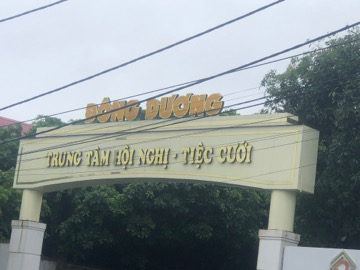 ĐÔNG DƯƠNG
TRUNG TÂM HỘI NGHỊ - TIỆC CƯỚI